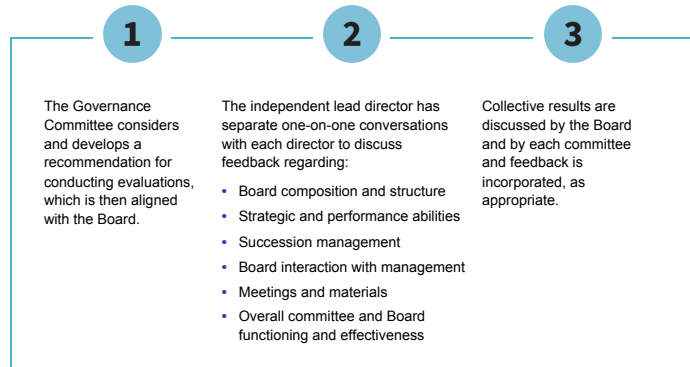 1
The Governance
Committee considers
and develops a
recommendation for
conducting evaluations,
which is then aligned
with the Board.
2
The independent lead director has
separate one-on-one conversations
with each director to discuss
feedback regarding:
• Board composition and structure
• Strategic and performance abilities
• Succession management
• Board interaction with management
• Meetings and materials
• Overall committee and Board
functioning and effectiveness
3
Collective results are
discussed by the Board
and by each committee
and feedback is
incorporated, as
appropriate.